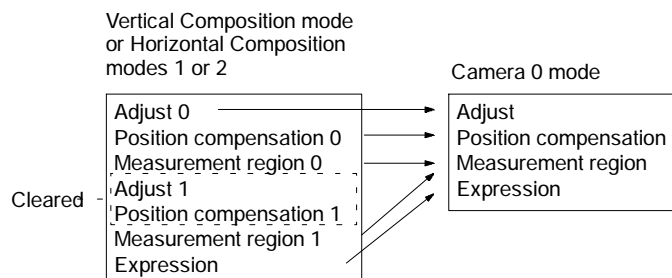 Vertical Composition mode
or Horizontal Composition
modes 1 or 2
Camera 0 mode
Adjust 0
Position compensation 0
Measurement region 0
Adjust 1
Position compensation 1
Measurement region 1
Expression
Cleared
Adjust
Position compensation
Measurement region
Expression